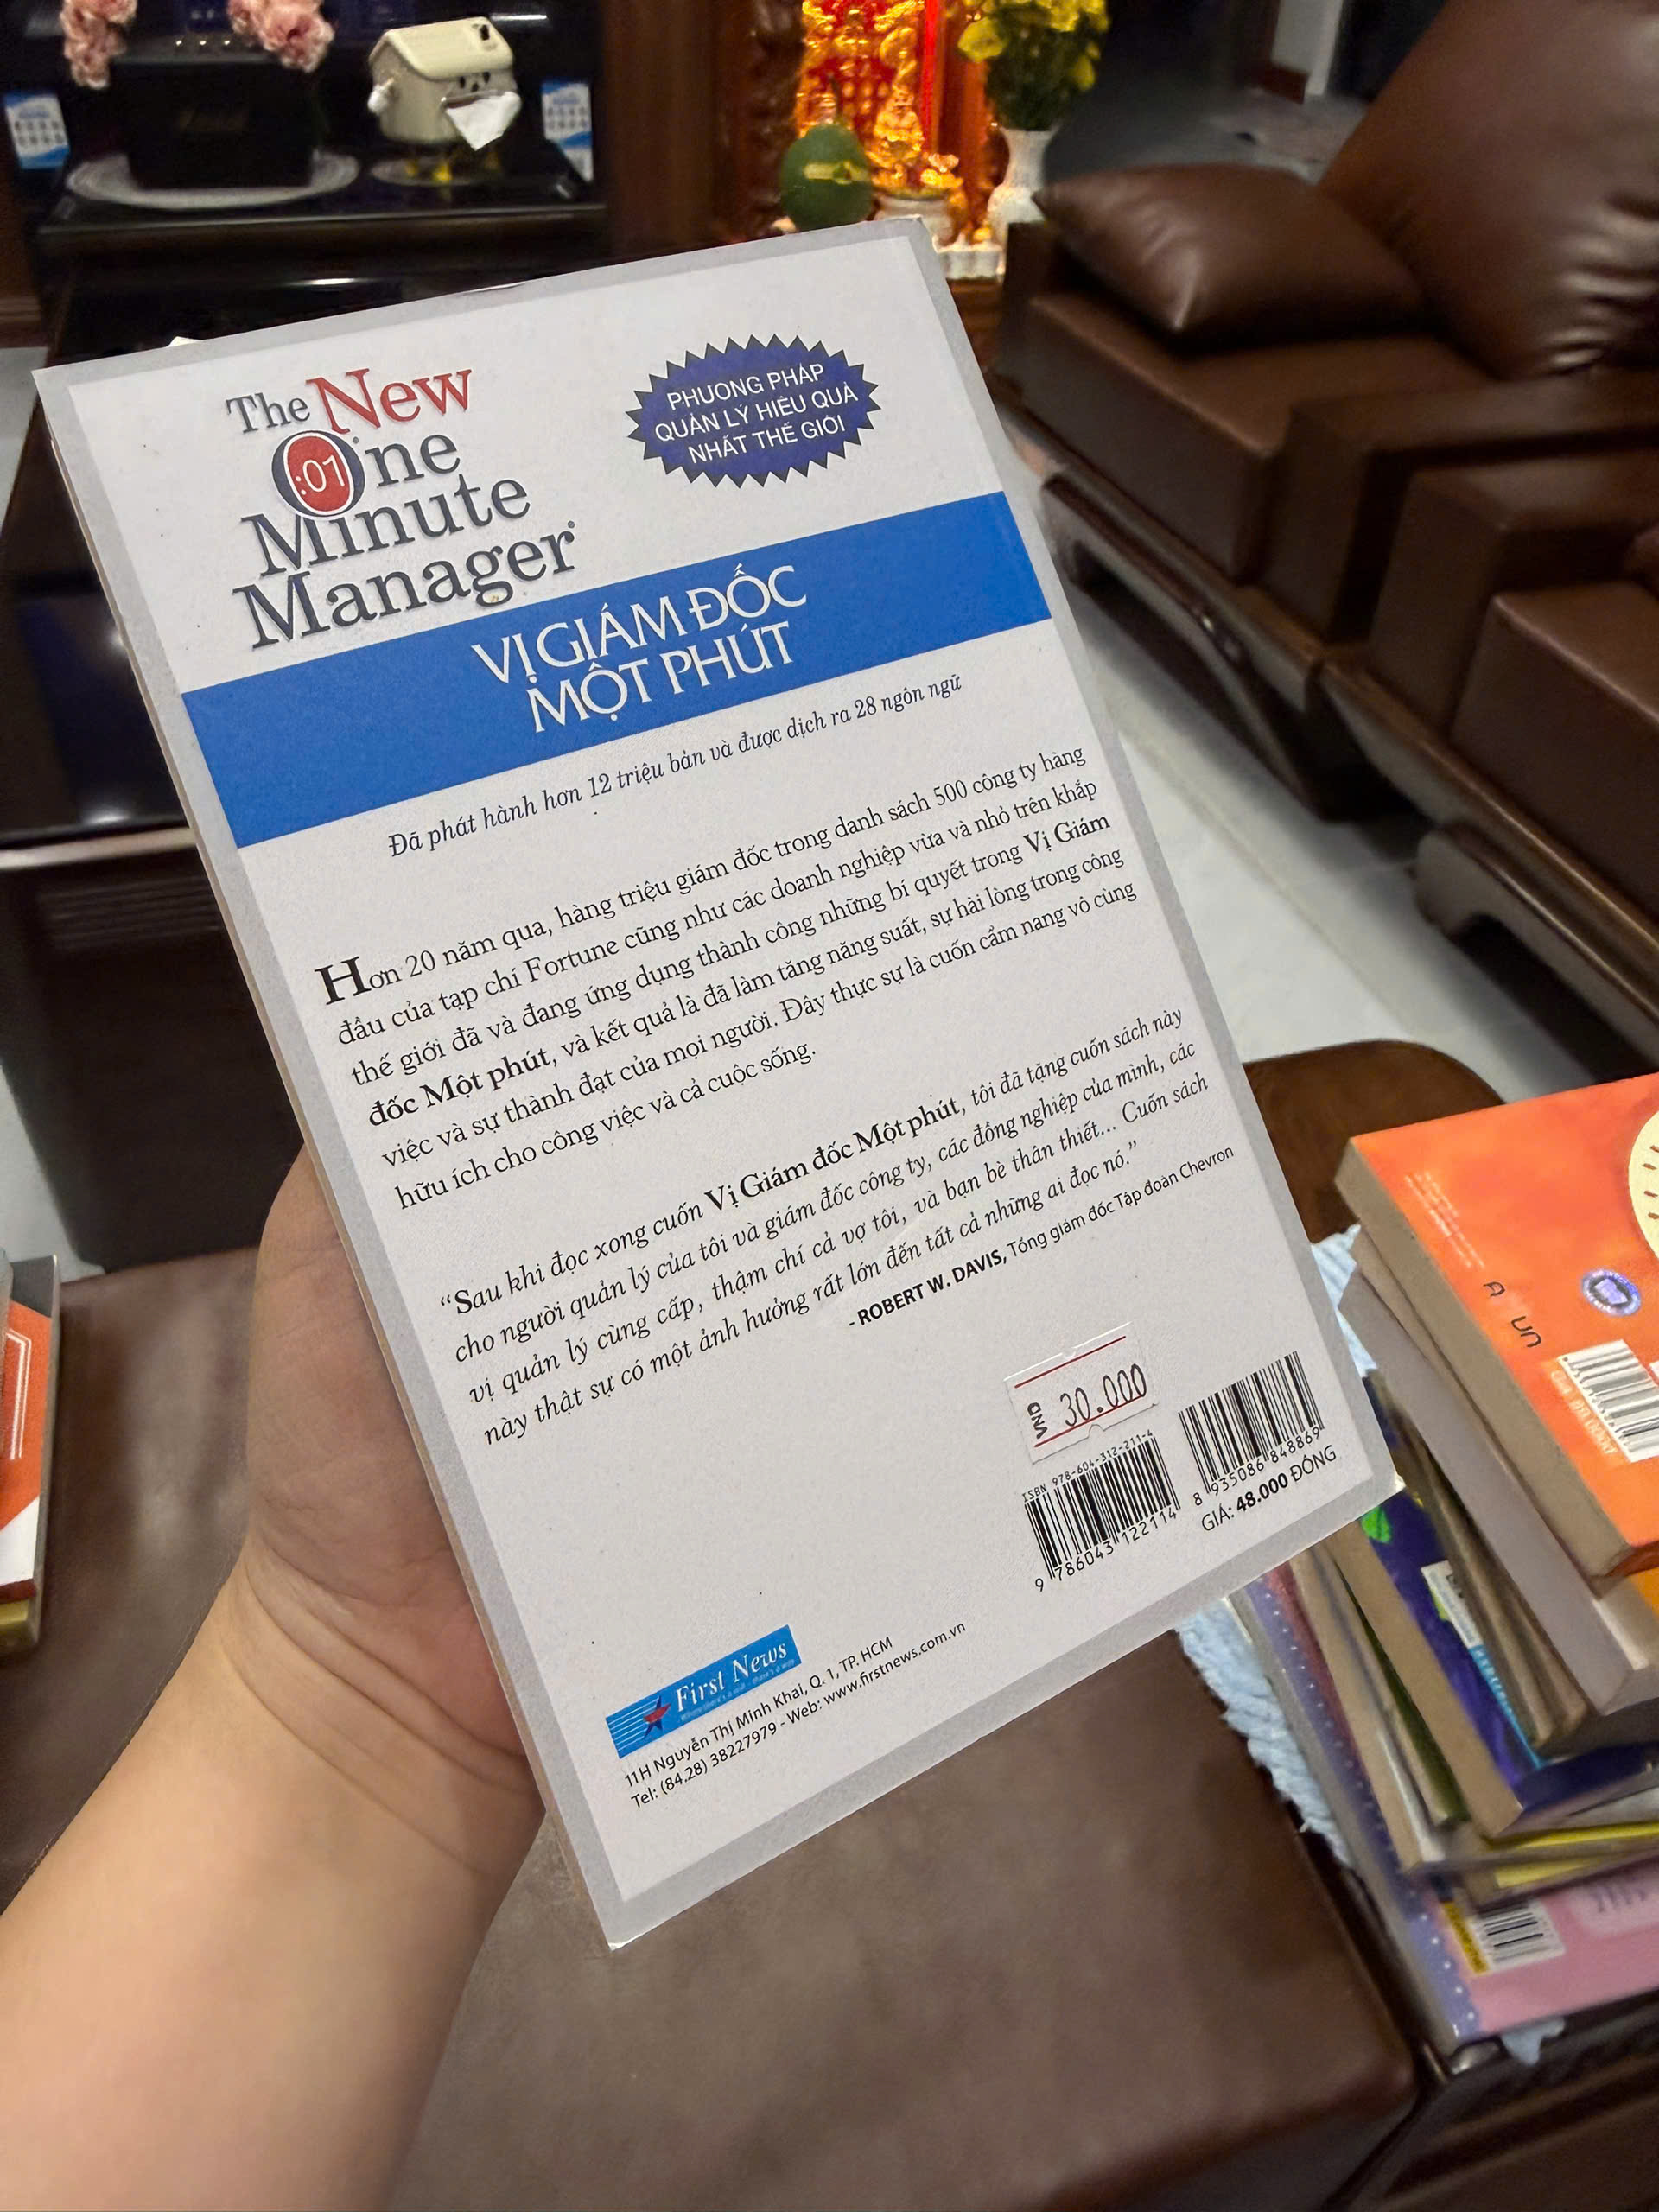 The New
:01
One
Minute
Manager
PHƯƠNG PHÁP
QUẢN LÝ HIỆU QUẢ
NHẤT THẾ GIỚI
VỊ GIÁM ĐỐC
MỘT PHÚT
Đã phát hành hơn 12 triệu bản và được dịch ra 28 ngôn ngữ
Hơn 20 năm qua, hàng triệu giám đốc trong danh sách 500 công ty hàng
đầu của tạp chí Fortune cũng như các doanh nghiệp vừa và nhỏ trên khắp
thế giới đã và đang ứng dụng thành công những bí quyết trong Vị Giám
đốc Một phút, và kết quả là đã làm tăng năng suất, sự hài lòng trong công
việc và sự thành đạt của mọi người. Đây thực sự là cuốn cẩm nang vô cùng
hữu ích cho công việc và cả cuộc sống.
“Sau khi đọc xong cuốn Vị Giám đốc Một phút, tôi đã tặng cuốn sách này
cho người quản lý của tôi và giám đốc công ty, các đồng nghiệp của mình, các
vị quản lý cùng cấp, thậm chí cả vợ tôi, và bạn bè thân thiết... Cuốn sách
này thật sự có một ảnh hưởng rất lớn đến tất cả những ai đọc nó.”
- ROBERT W. DAVIS, Tổng giám đốc Tập đoàn Chevron
VND
30.000
ISBN 978-604-312-211-4
9 786043 122114
8 935086 848869
GIÁ: 48.000 ĐỒNG
First News
11H Nguyễn Thị Minh Khai, Q. 1, TP. HCM
Tel: (84.28) 38227979 - Web: www.firstnews.com.vn